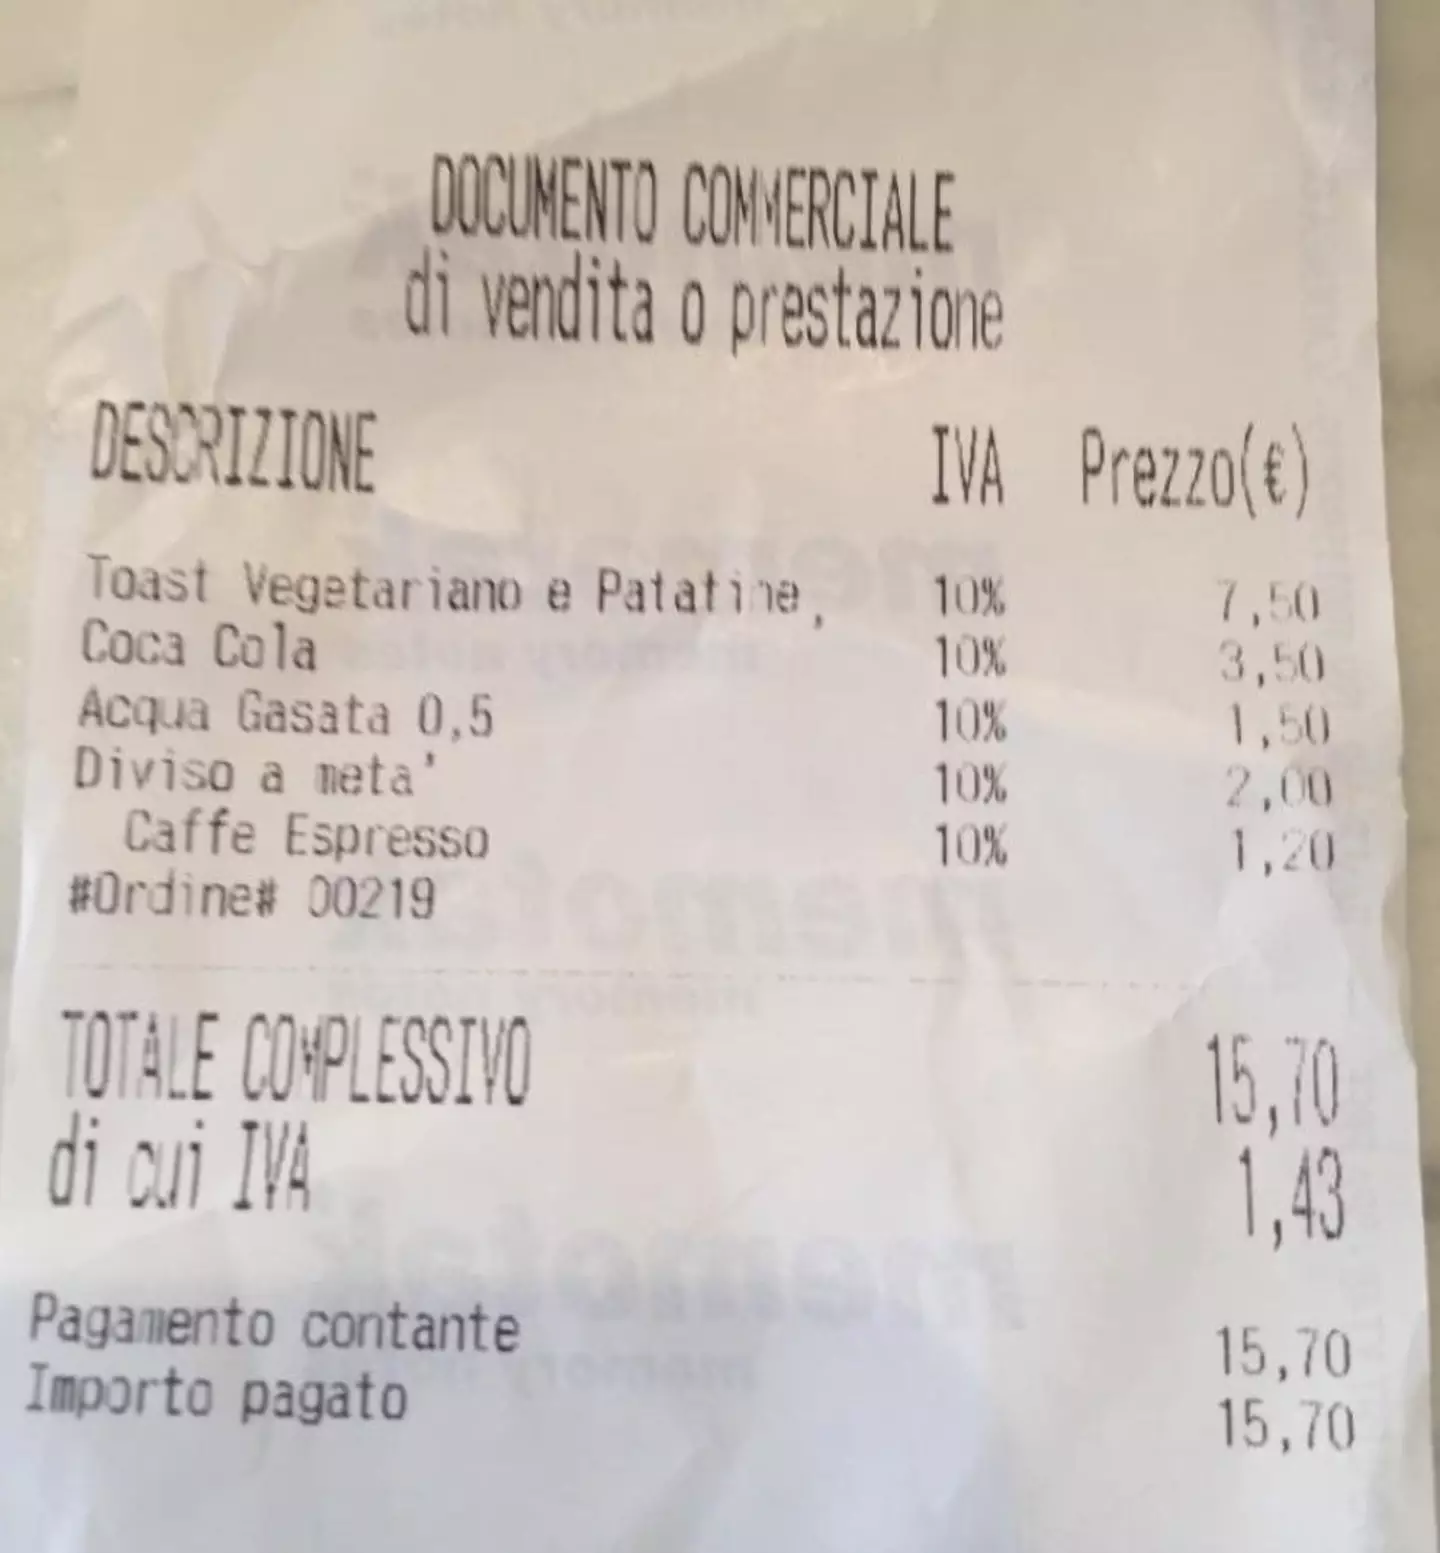 DOCUMENTO COMMERCIALE
di vendita o prestazione
DESCRIZIONE IVA Prezzo(€)
Toast Vegetariano e Patatine, 10% 7,50
Coca Cola 10% 3,50
Acqua Gasata 0,5 10% 1,50
Diviso a meta' 10% 2,00
Caffe Espresso 10% 1,20
#Ordine# 00219
TOTALE COMPLESSIVO 15,70
di cui IVA 1,43
Pagamento contante 15,70
Importo pagato 15,70